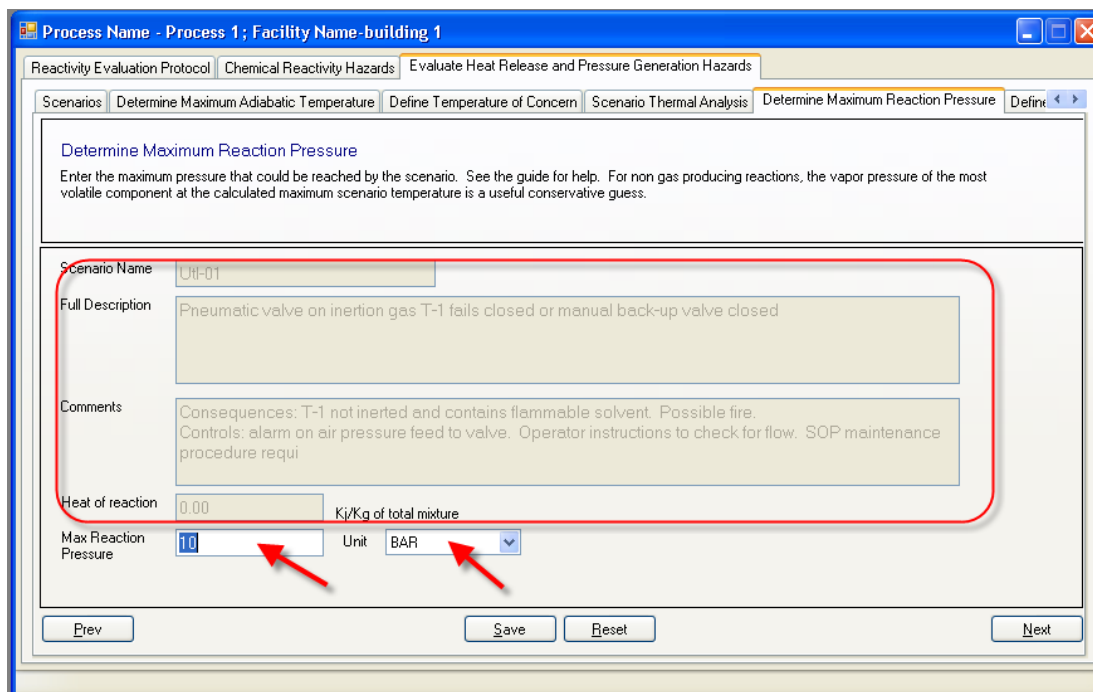 Process Name - Process 1; Facility Name-building 1
Reactivity Evaluation Protocol Chemical Reactivity Hazards Evaluate Heat Release and Pressure Generation Hazards
Scenarios Determine Maximum Adiabatic Temperature Define Temperature of Concern Scenario Thermal Analysis Determine Maximum Reaction Pressure Define
Determine Maximum Reaction Pressure
Enter the maximum pressure that could be reached by the scenario. See the guide for help. For non gas producing reactions, the vapor pressure of the most
volatile component at the calculated maximum scenario temperature is a useful conservative guess.
Scenario Name Utl-01
Full Description Pneumatic valve on inertion gas T-1 fails closed or manual back-up valve closed
Comments Consequences: T-1 not inerted and contains flammable solvent. Possible fire.
Controls: alarm on air pressure feed to valve. Operator instructions to check for flow. SOP maintenance
procedure requi
Heat of reaction 0.00 Kj/Kg of total mixture
Max Reaction
Pressure 10 Unit BAR
Prev Save Reset Next